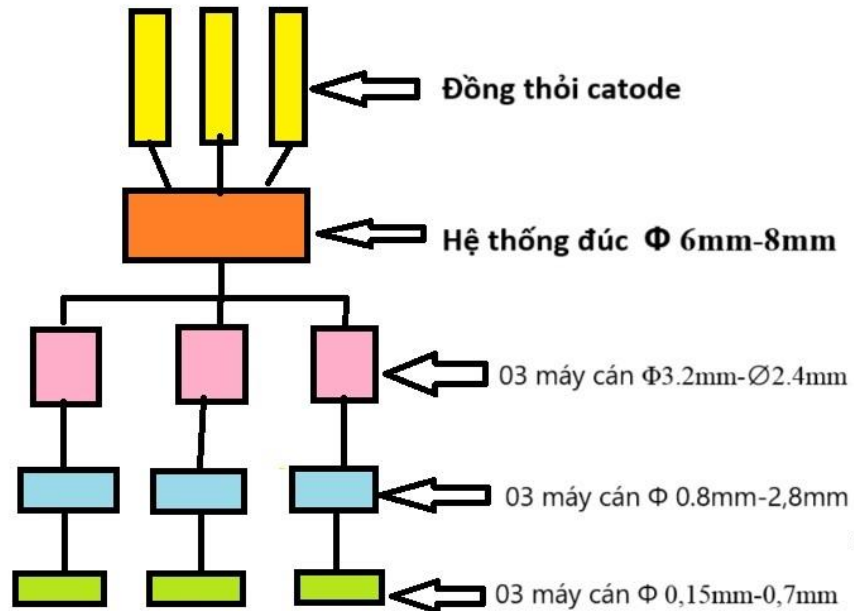 Đồng thỏi catode
Hệ thống đúc Φ 6mm-8mm
03 máy cán Φ3.2mm-∅2.4mm
03 máy cán Φ 0.8mm-2,8mm
03 máy cán Φ 0,15mm-0,7mm